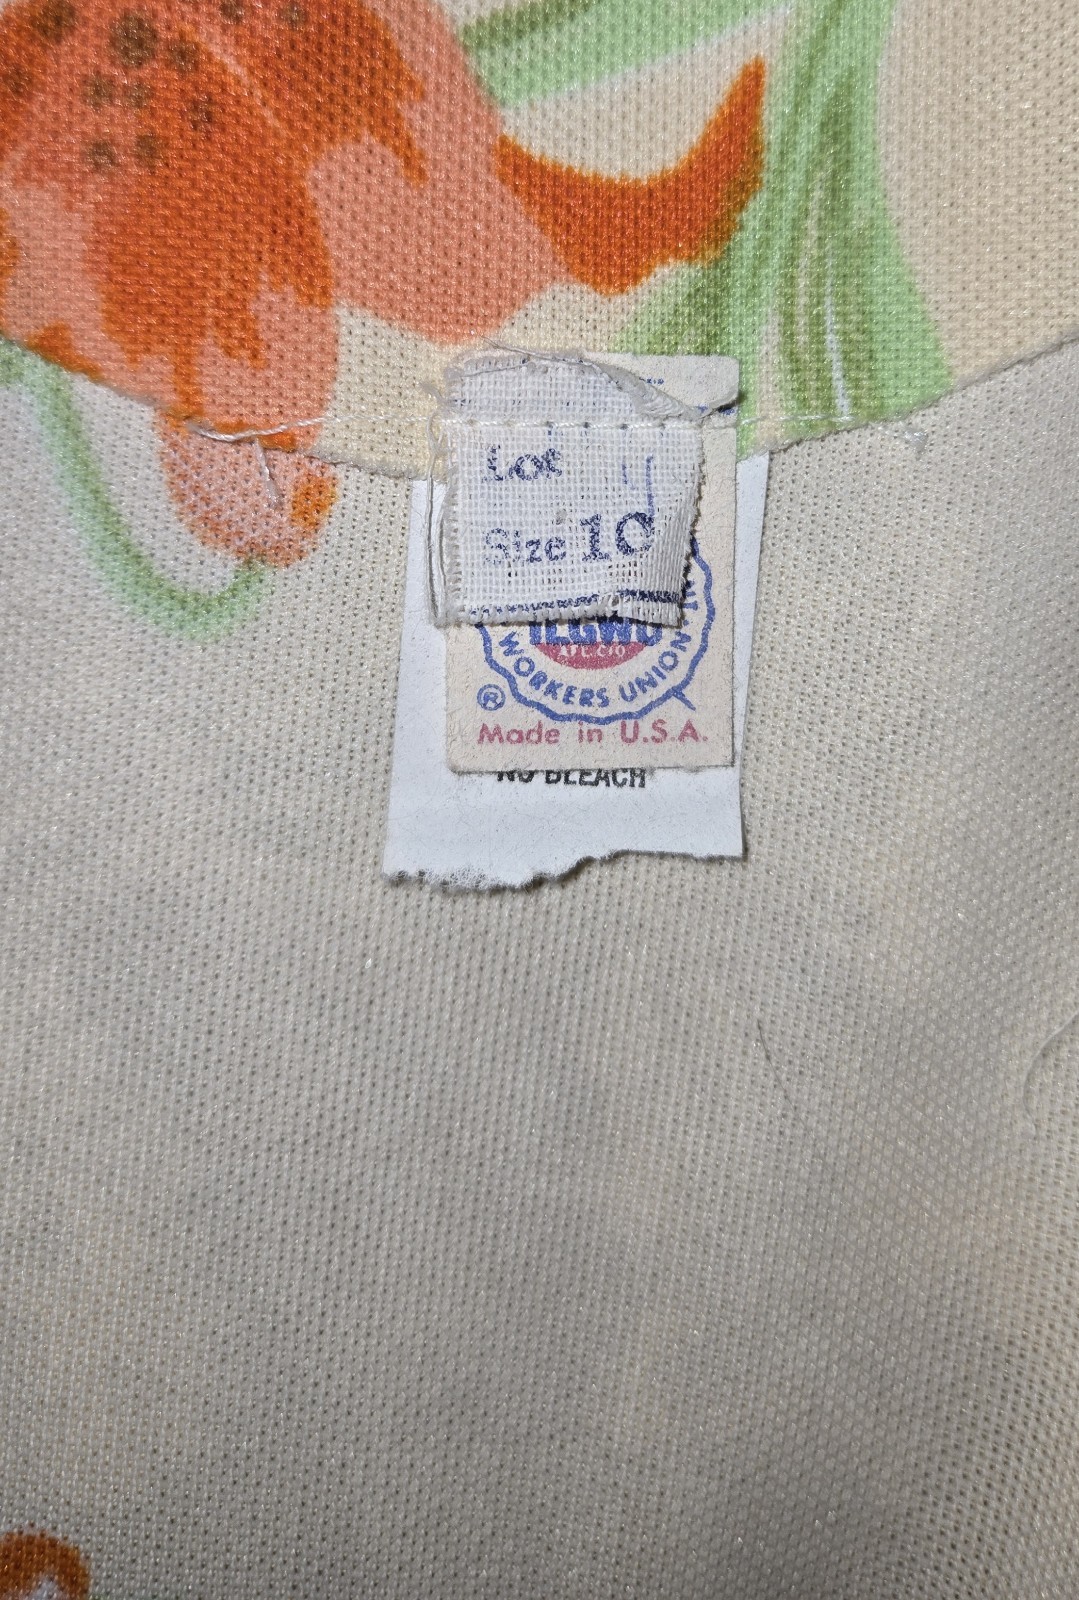 Lot
Size 10
ILGWU
AFL CIO
WORKERS UNION
®
Made in U.S.A.
NO BLEACH